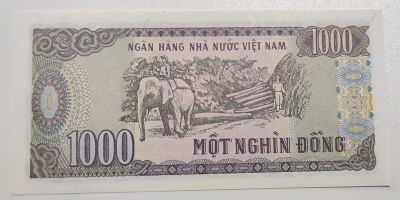 NGÂN HÀNG NHÀ NƯỚC VIỆT NAM
1000
1000
MỘT NGHÌN ĐỒNG